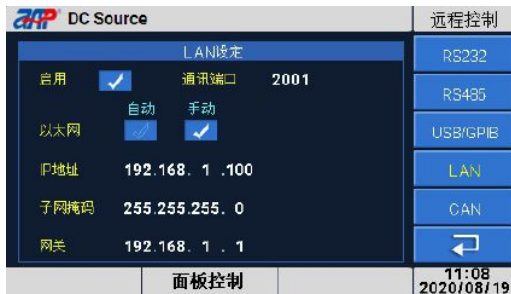 AAP DC Source
远程控制
LAN设定
启用 通讯端口 2001
自动 手动
以太网
IP地址 192.168. 1 .100
子网掩码 255.255.255. 0
网关 192.168. 1 . 1
RS232
RS485
USB/GPIB
LAN
CAN
面板控制
11:08
2020/08/19